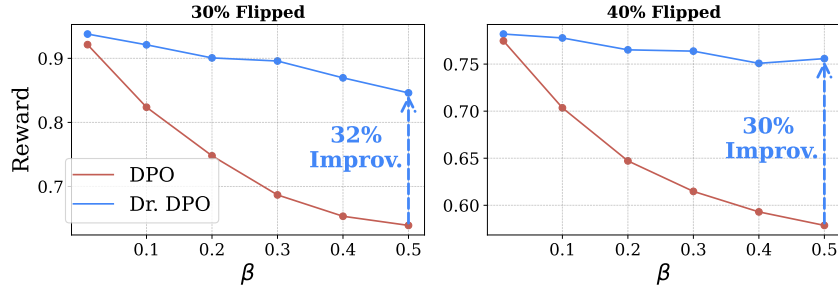 30% Flipped
Reward
0.9
0.8
0.7
32%
Improv.
DPO
Dr. DPO
0.1 0.2 0.3 0.4 0.5
β
40% Flipped
0.75
0.70
0.65
0.60
30%
Improv.
0.1 0.2 0.3 0.4 0.5
β